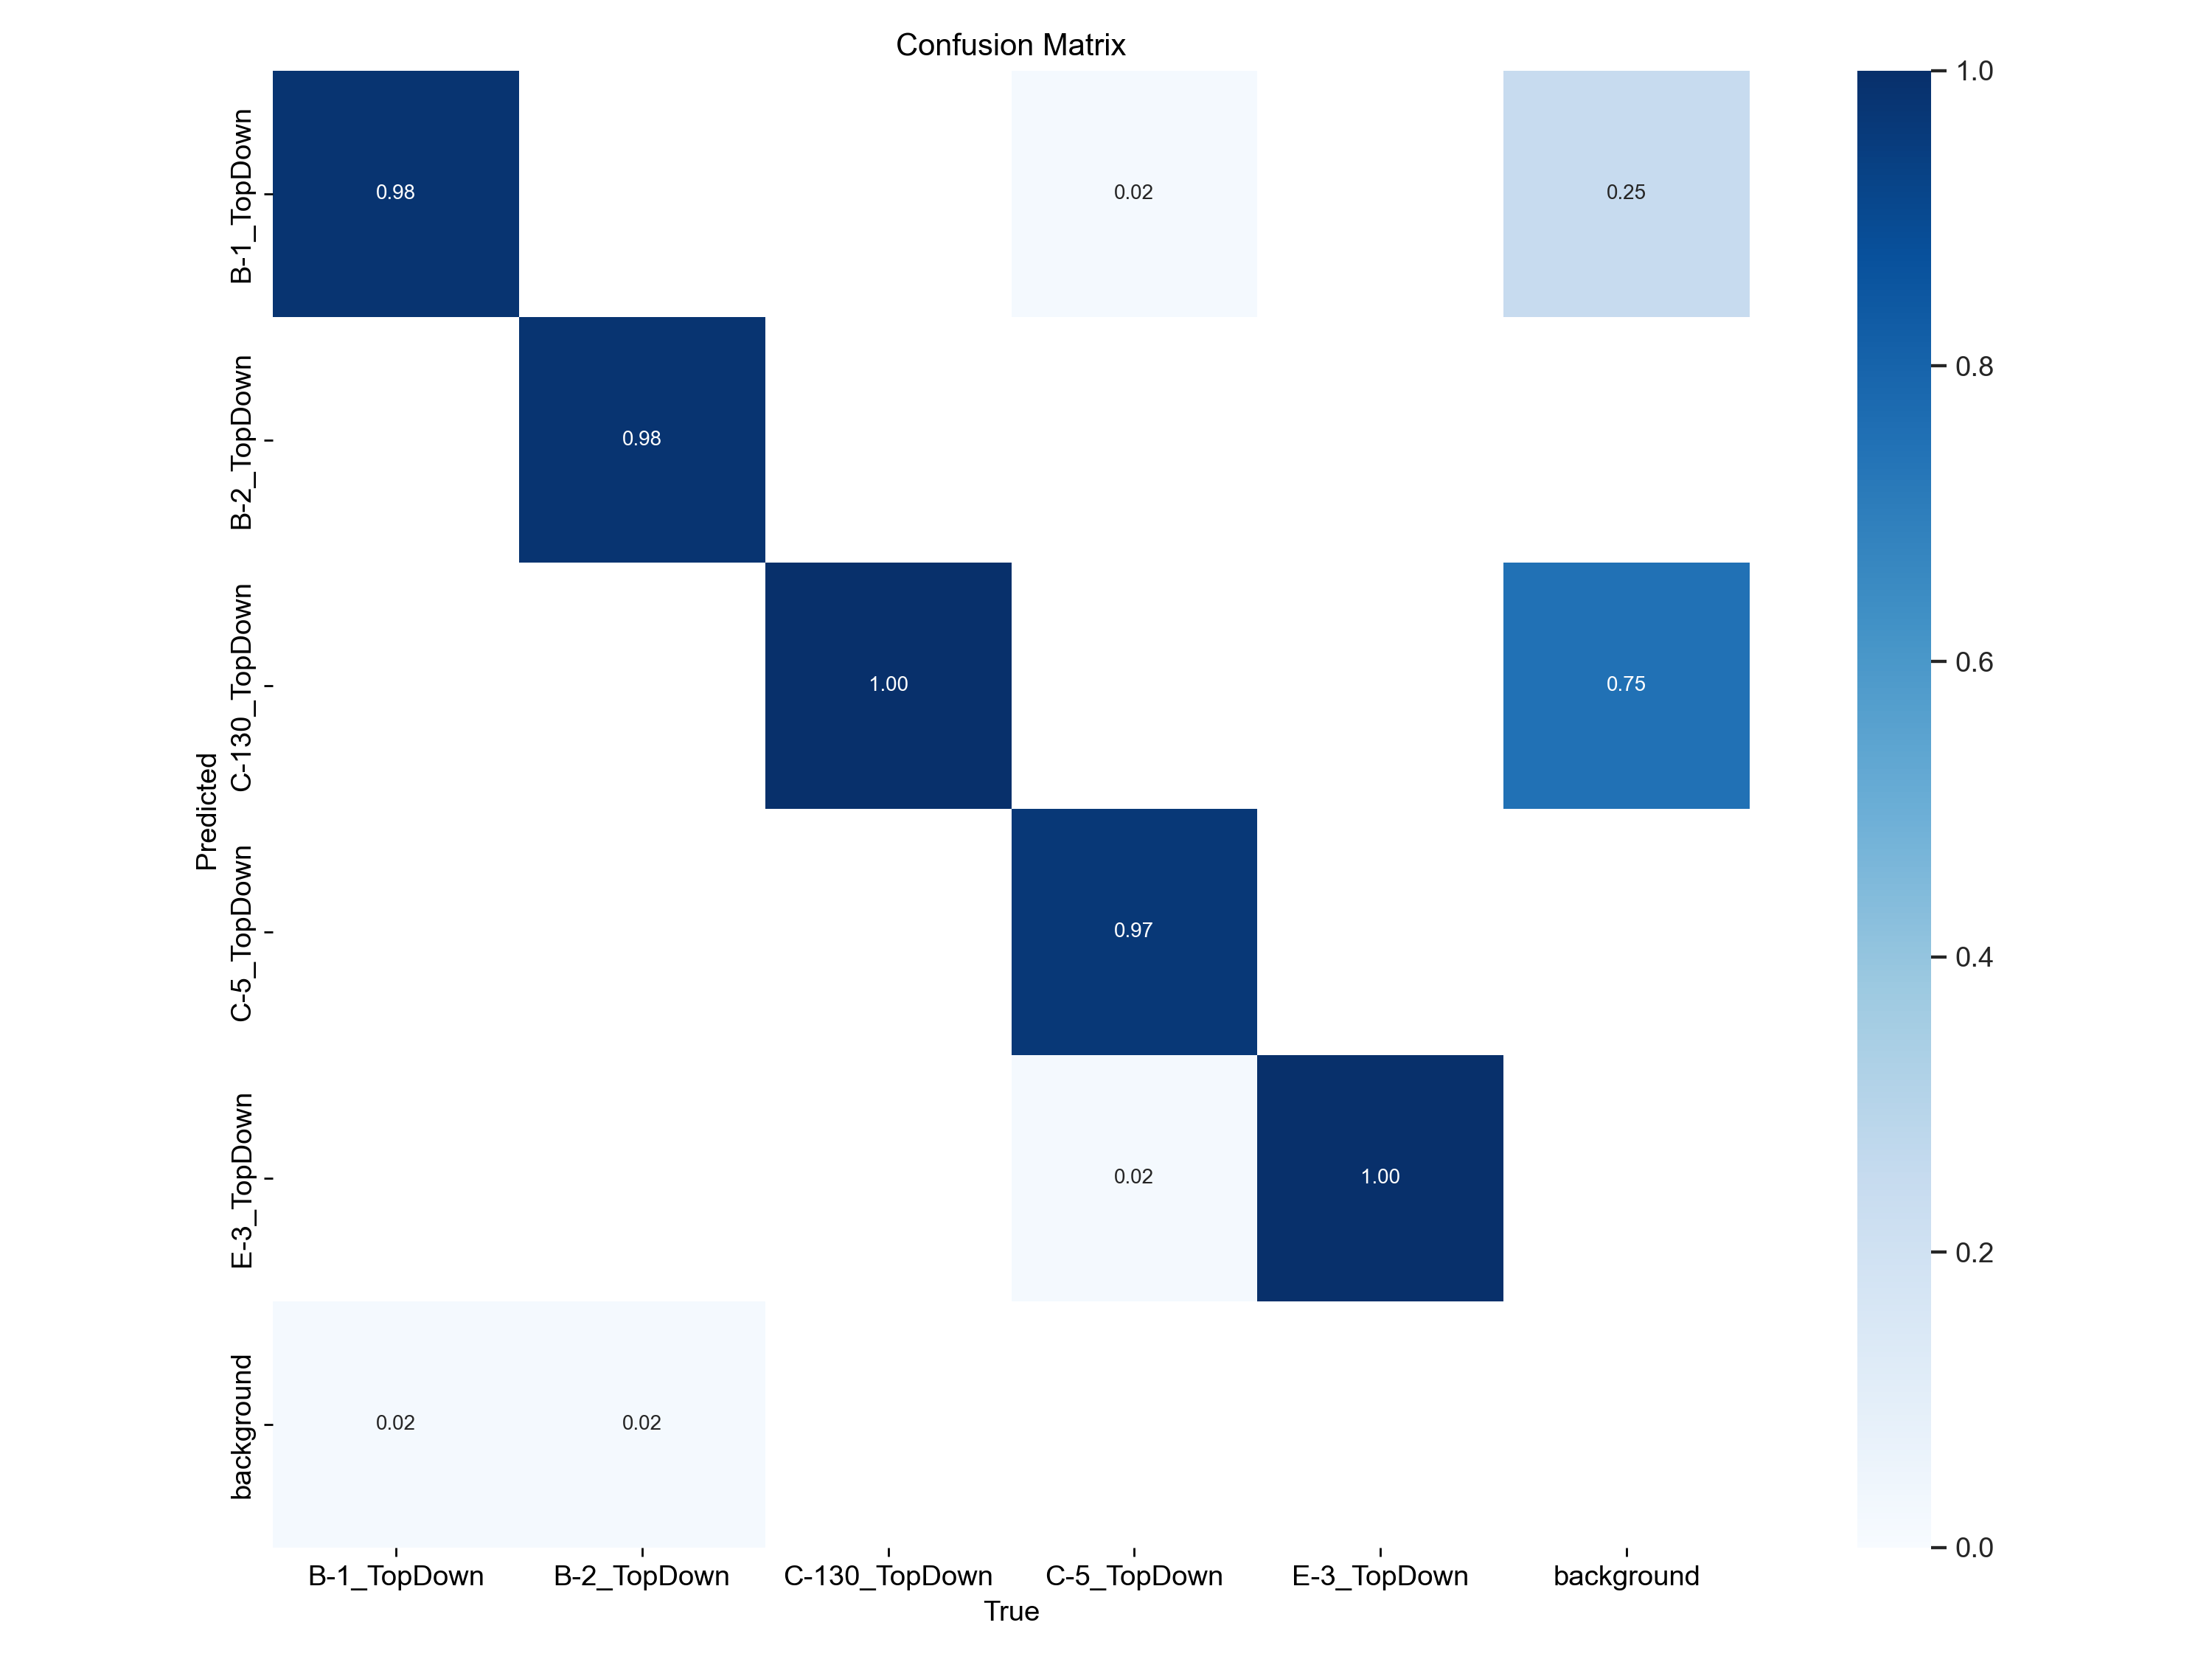 Confusion Matrix
B-1_TopDown
0.98
0.02
0.25
B-2_TopDown
0.98
C-130_TopDown
1.00
0.75
C-5_TopDown
0.97
E-3_TopDown
0.02
1.00
background
0.02
0.02
Predicted
B-1_TopDown
B-2_TopDown
C-130_TopDown
C-5_TopDown
E-3_TopDown
background
True
1.0
0.8
0.6
0.4
0.2
0.0